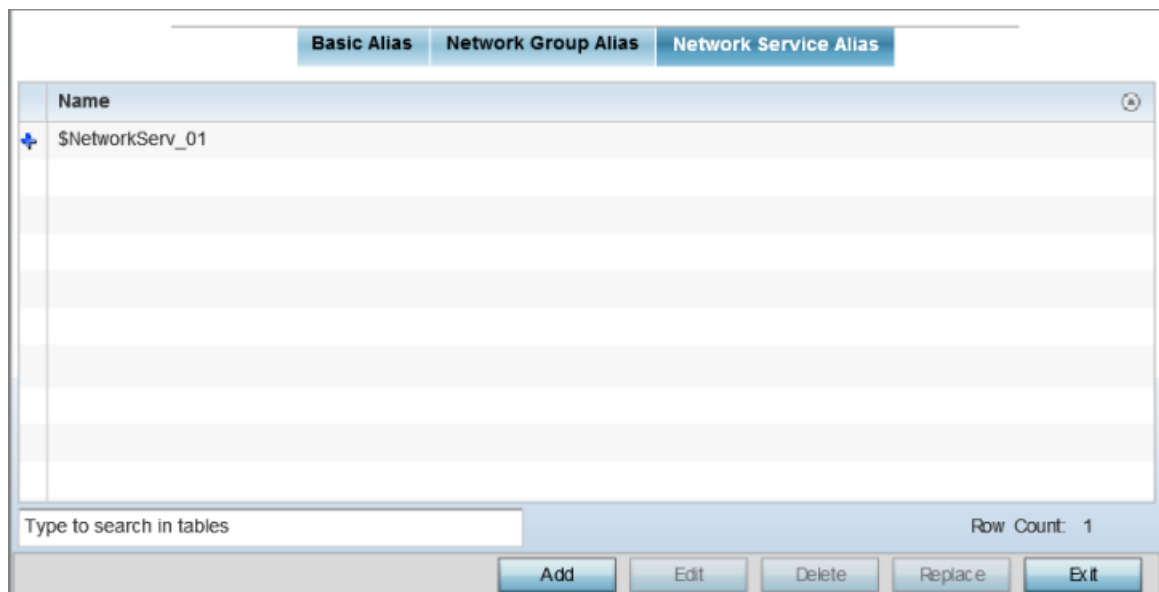 Basic Alias Network Group Alias Network Service Alias
Name
$NetworkServ_01
Type to search in tables Row Count: 1
Add Edit Delete Replace Exit